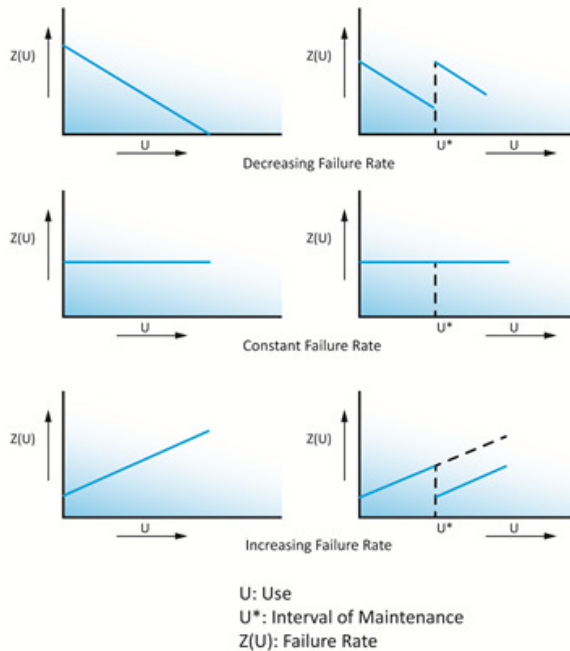 Z(U)
U
Z(U)
U*
U
Decreasing Failure Rate
Z(U)
U
Z(U)
U*
U
Constant Failure Rate
Z(U)
U
Z(U)
U*
U
Increasing Failure Rate
U: Use
U*: Interval of Maintenance
Z(U): Failure Rate